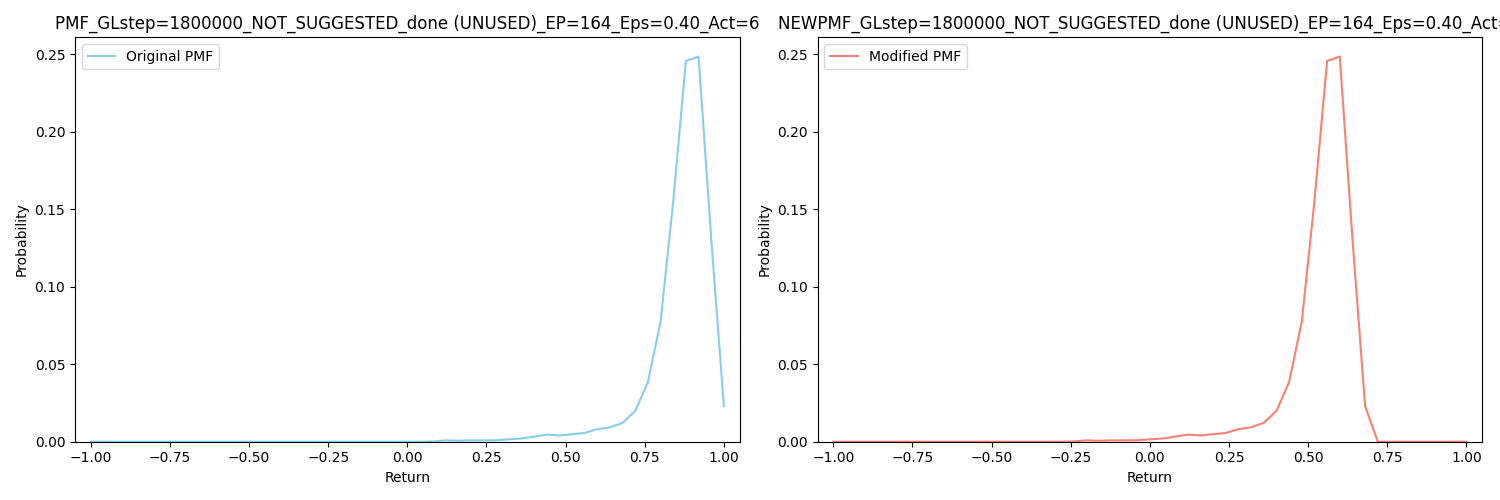 PMF_GLstep=1800000_NOT_SUGGESTED_done (UNUSED)_EP=164_Eps=0.40_Act=6
Original PMF
0.25
0.20
0.15
0.10
0.05
0.00
Probability
−1.00 −0.75 −0.50 −0.25 0.00 0.25 0.50 0.75 1.00
Return
NEWPMF_GLstep=1800000_NOT_SUGGESTED_done (UNUSED)_EP=164_Eps=0.40_Act=
Modified PMF
0.25
0.20
0.15
0.10
0.05
0.00
Probability
−1.00 −0.75 −0.50 −0.25 0.00 0.25 0.50 0.75 1.00
Return